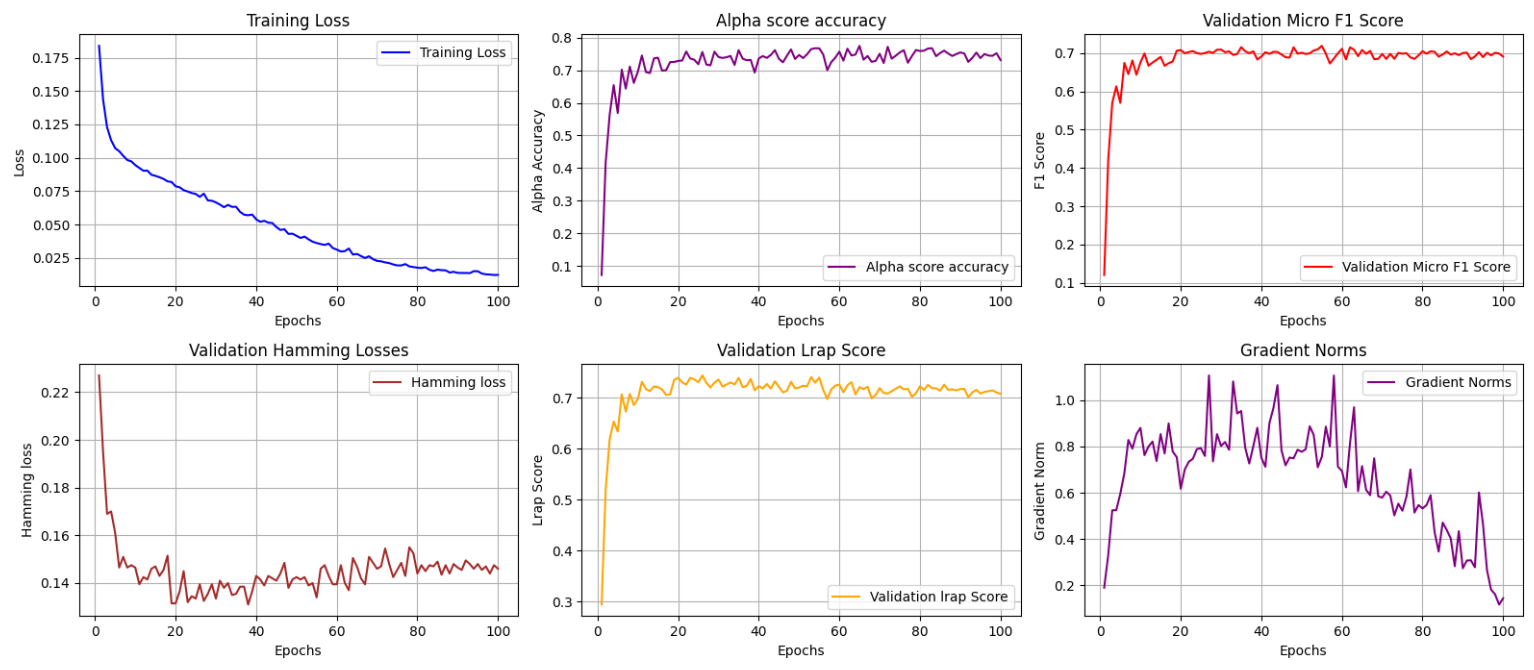 Training Loss
Training Loss
0.175
0.150
0.125
0.100
0.075
0.050
0.025
Loss
0 20 40 60 80 100
Epochs
Alpha score accuracy
Alpha score accuracy
0.8
0.7
0.6
0.5
0.4
0.3
0.2
0.1
Alpha Accuracy
0 20 40 60 80 100
Epochs
Validation Micro F1 Score
Validation Micro F1 Score
0.7
0.6
0.5
0.4
0.3
0.2
0.1
F1 Score
0 20 40 60 80 100
Epochs
Validation Hamming Losses
Hamming loss
0.22
0.20
0.18
0.16
0.14
Hamming loss
0 20 40 60 80 100
Epochs
Validation Lrap Score
Validation lrap Score
0.7
0.6
0.5
0.4
0.3
Lrap Score
0 20 40 60 80 100
Epochs
Gradient Norms
Gradient Norms
1.0
0.8
0.6
0.4
0.2
Gradient Norm
0 20 40 60 80 100
Epochs